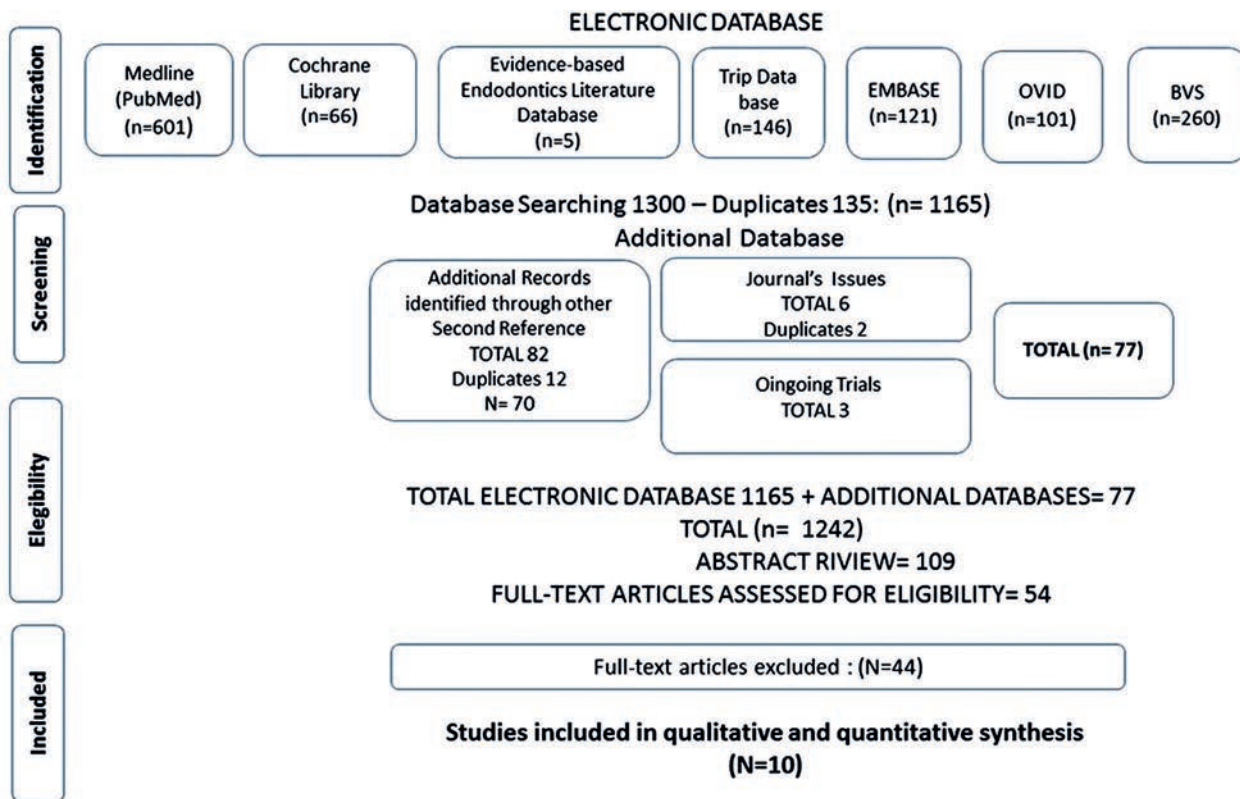 ELECTRONIC DATABASE
Identification
Medline
(PubMed)
(n=601)
Cochrane
Library
(n=66)
Evidence-based
Endodontics Literature
Database
(n=5)
Trip Data
base
(n=146)
EMBASE
(n=121)
OVID
(n=101)
BVS
(n=260)
Screening
Database Searching 1300 – Duplicates 135: (n= 1165)
Additional Database
Additional Records
identified through other
Second Reference
TOTAL 82
Duplicates 12
N= 70
Journal's Issues
TOTAL 6
Duplicates 2
Oingoing Trials
TOTAL 3
TOTAL (n= 77)
Elegibility
TOTAL ELECTRONIC DATABASE 1165 + ADDITIONAL DATABASES= 77
TOTAL (n= 1242)
ABSTRACT RIVIEW= 109
FULL-TEXT ARTICLES ASSESSED FOR ELIGIBILITY= 54
Included
Full-text articles excluded : (N=44)
Studies included in qualitative and quantitative synthesis
(N=10)